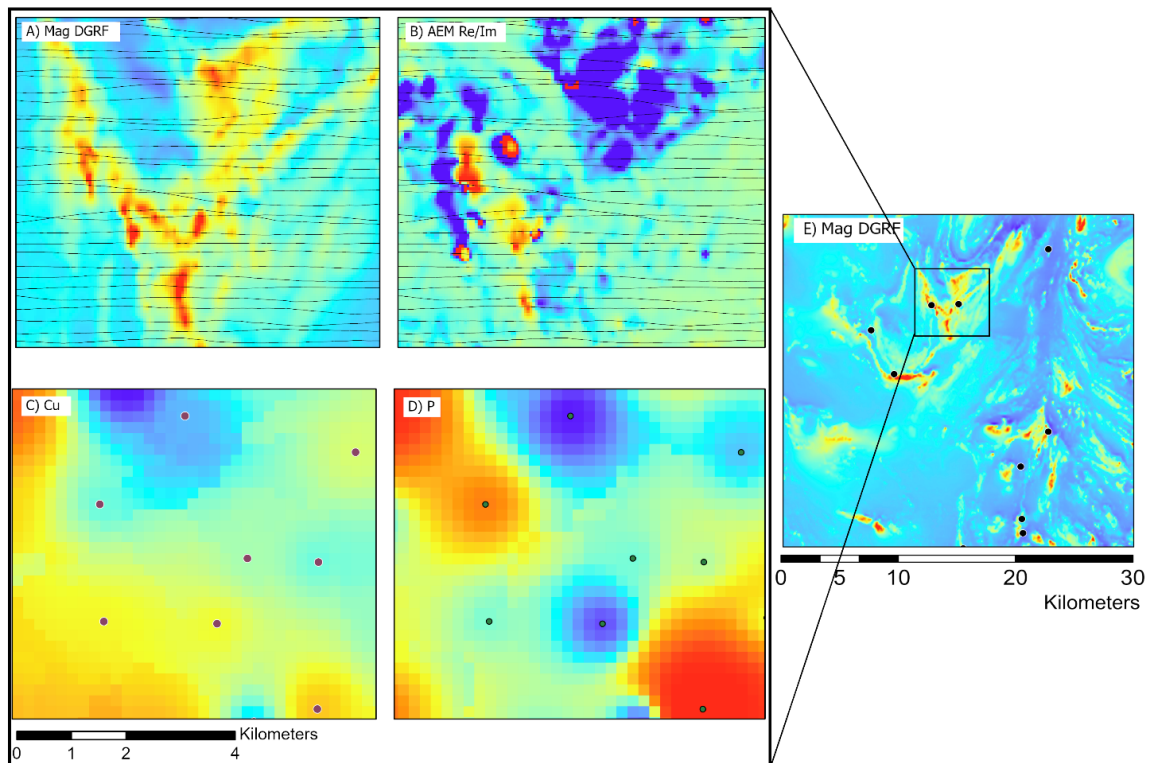 A) Mag DGRF
B) AEM Re/Im
E) Mag DGRF
C) Cu
D) P
0 5 10 20 30
Kilometers
Kilometers
0 1 2 4